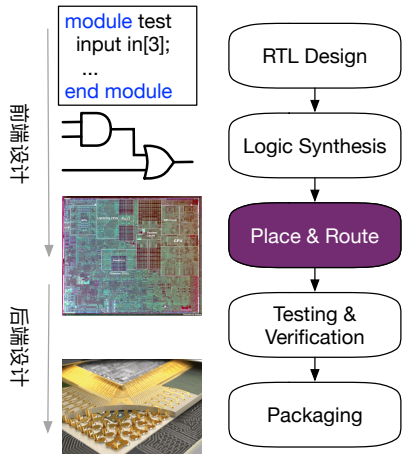 module test
input in[3];
...
end module
前端设计
后端设计
RTL Design
Logic Synthesis
Place & Route
Testing &
Verification
Packaging